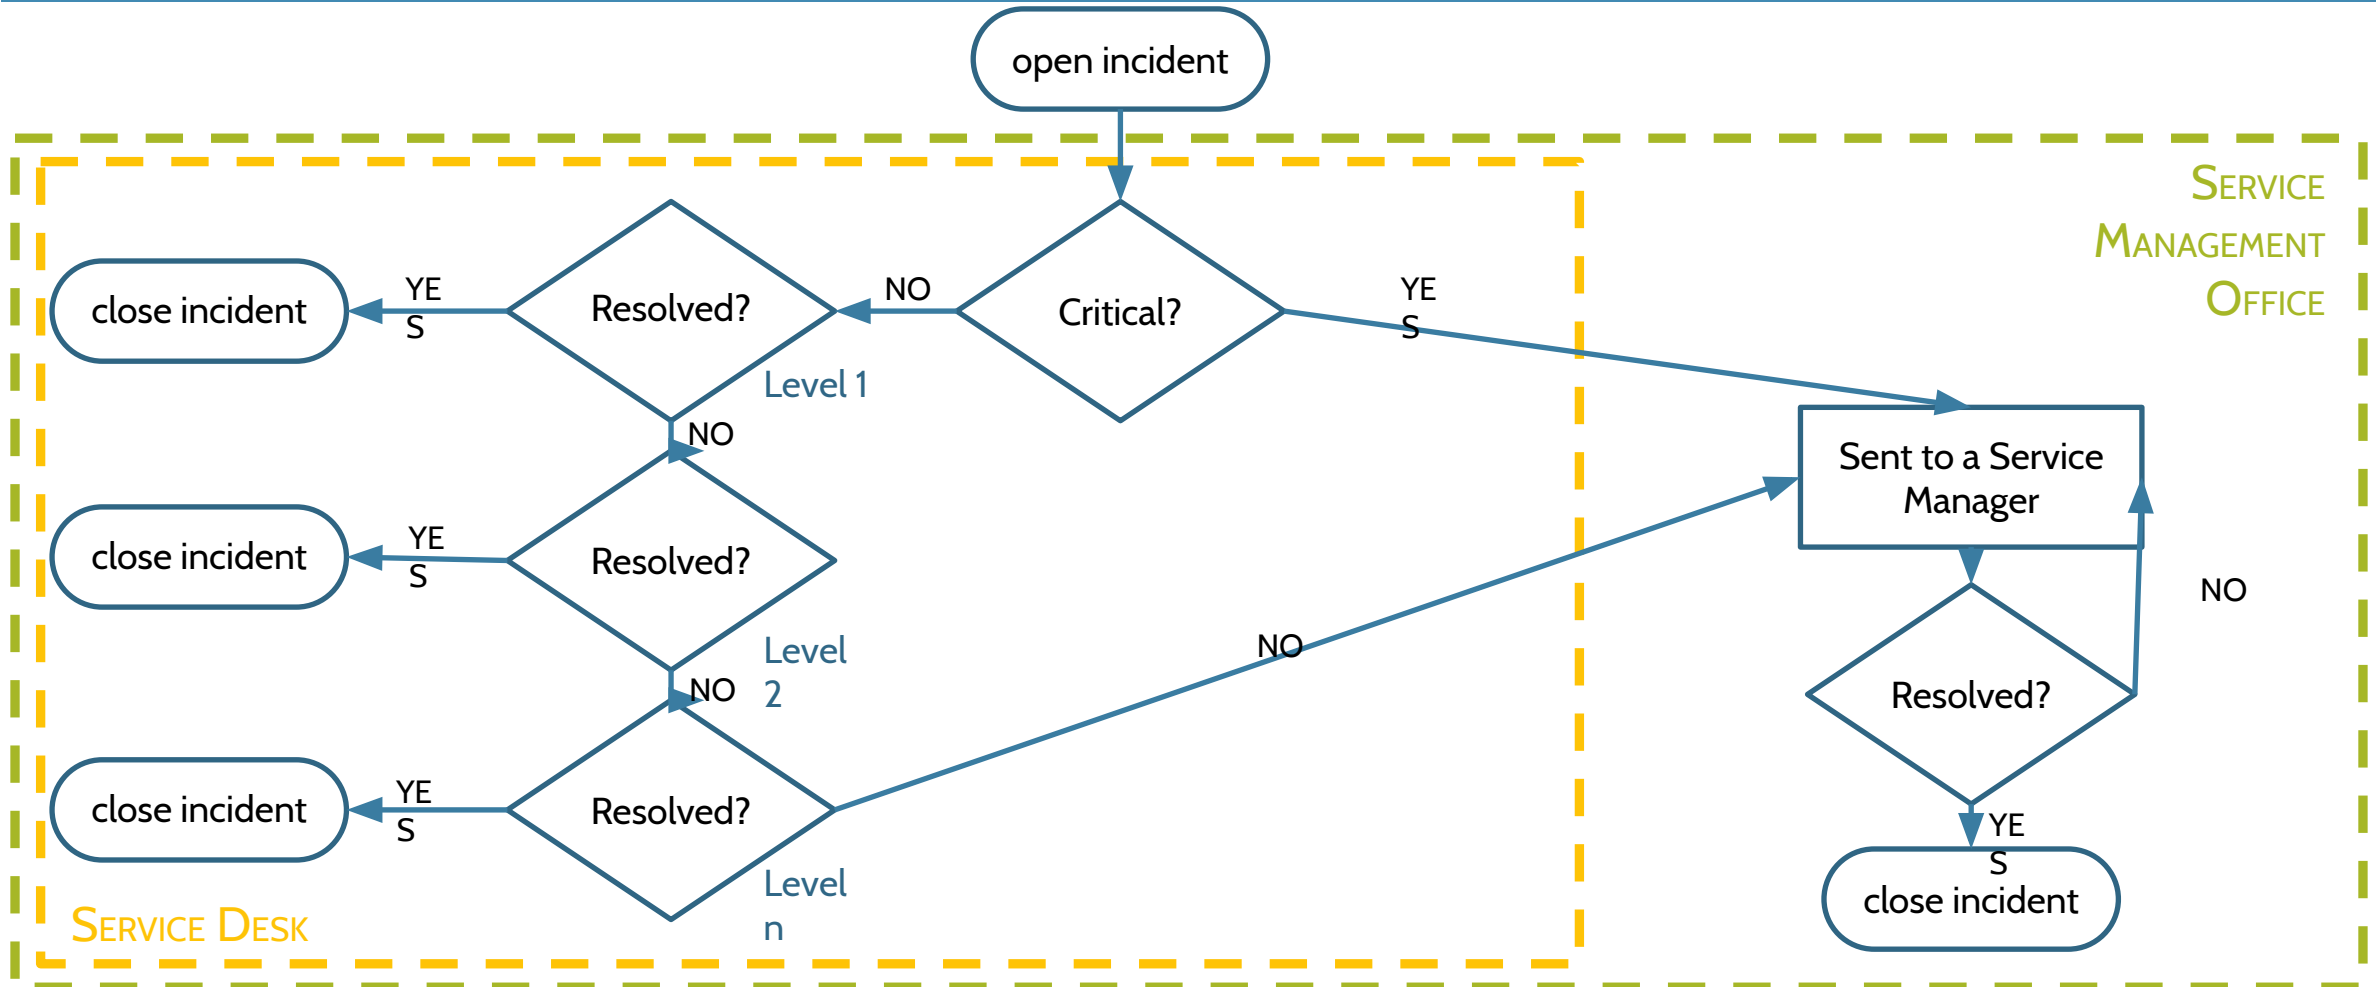 open incident
SERVICE
MANAGEMENT
OFFICE
close incident
YE
S
Resolved?
NO
Critical?
YE
S
Level 1
NO
Sent to a Service
Manager
close incident
YE
S
Resolved?
NO
Level
2
NO
NO
Resolved?
close incident
YE
S
Resolved?
YE
S
Level
n
close incident
SERVICE DESK